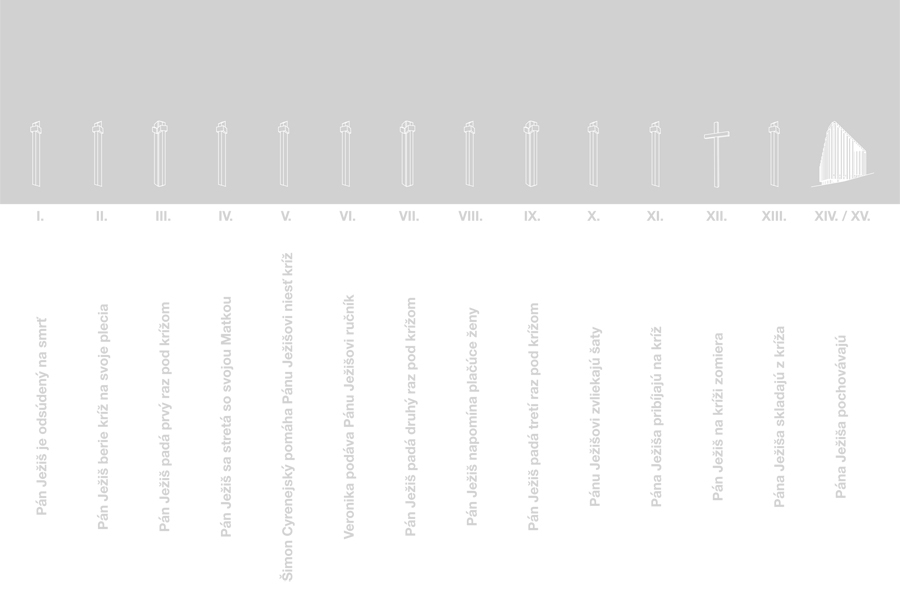 I.
II.
III.
IV.
V.
VI.
VII.
VIII.
IX.
X.
XI.
XII.
XIII.
XIV. / XV.
Pán Ježiš je odsúdený na smrť
Pán Ježiš berie kríž na svoje plecia
Pán Ježiš padá prvý raz pod krížom
Pán Ježiš sa stretá so svojou Matkou
Šimon Cyrenejský pomáha Pánu Ježišovi niesť kríž
Veronika podáva Pánu Ježišovi ručník
Pán Ježiš padá druhý raz pod krížom
Pán Ježiš napomína plačúce ženy
Pán Ježiš padá tretí raz pod krížom
Pánu Ježišovi zvliekajú šaty
Pána Ježiša pribíjajú na kríž
Pán Ježiš na kríži zomiera
Pána Ježiša skladajú z kríža
Pána Ježiša pochovávajú